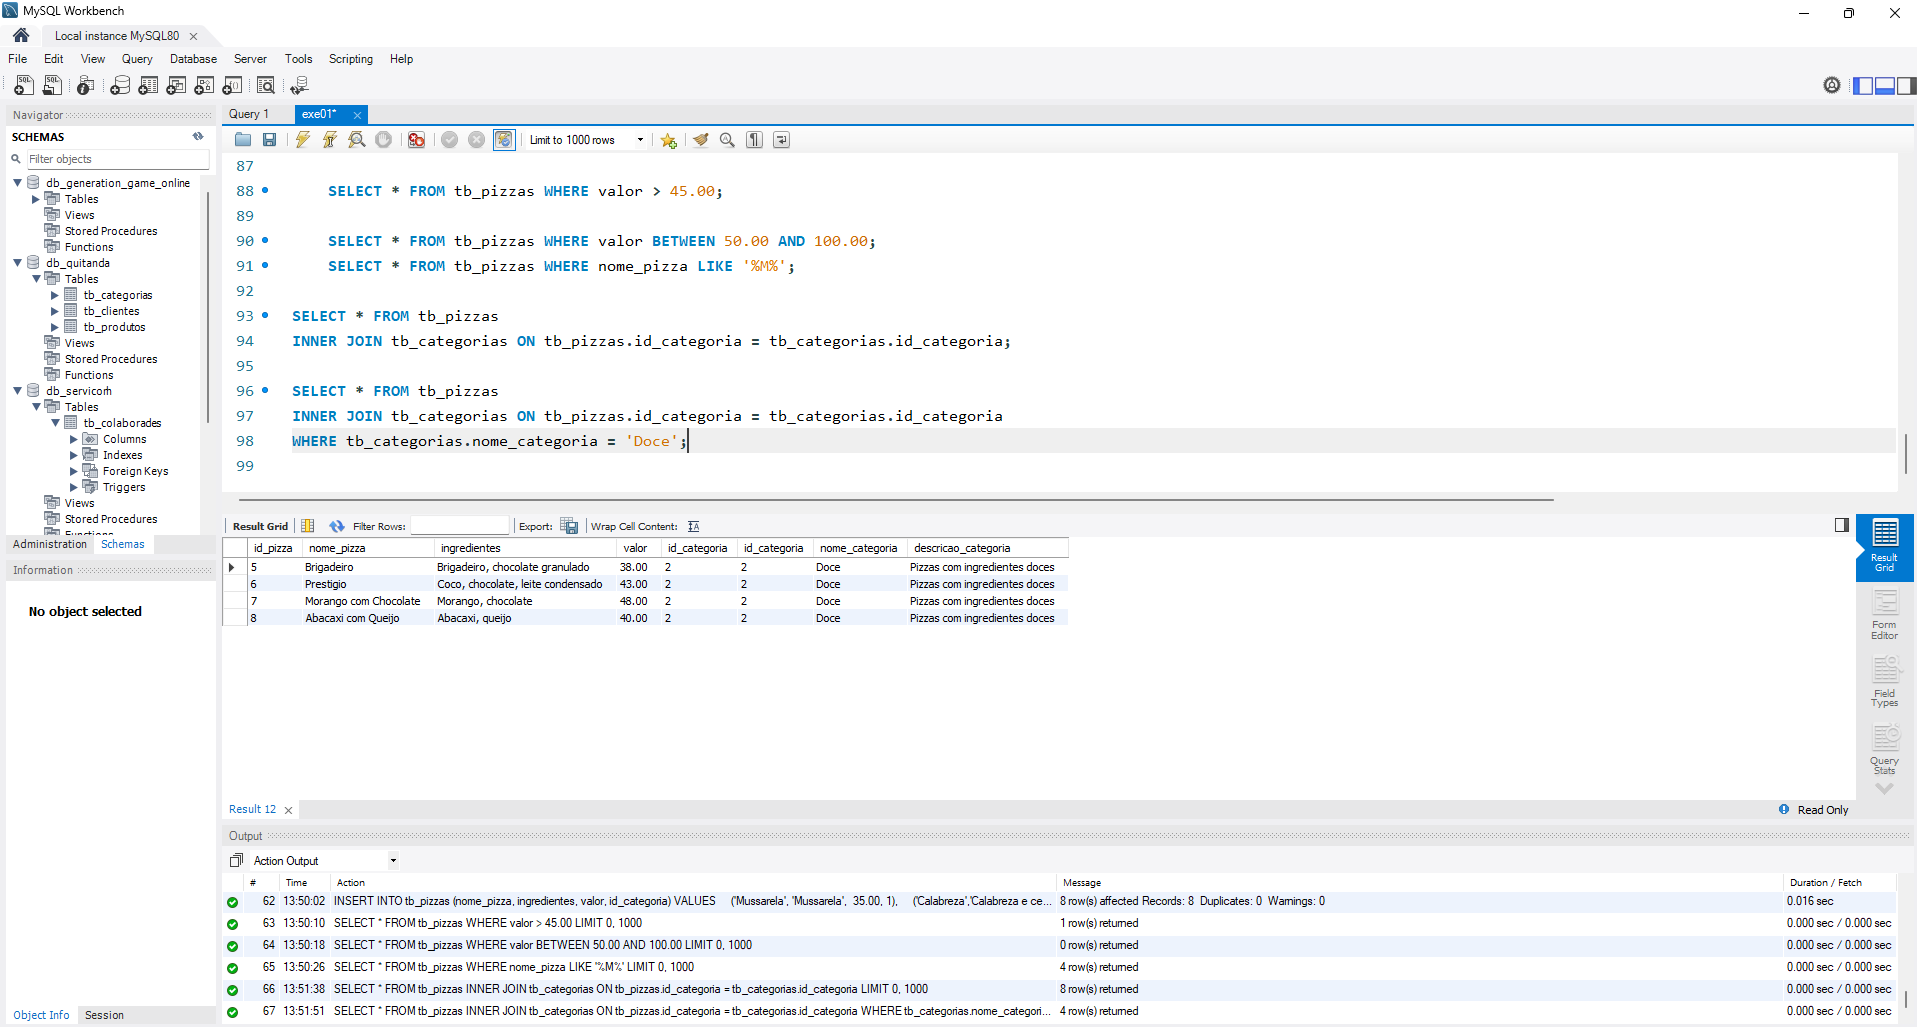 MySQL Workbench
Local instance MySQL80
File Edit View Query Database Server Tools Scripting Help
Navigator
SCHEMAS
Filter objects
db_generation_game_online
Tables
Views
Stored Procedures
Functions
db_quitanda
Tables
tb_categorias
tb_clientes
tb_produtos
Views
Stored Procedures
Functions
db_servicorh
Tables
tb_colaborades
Columns
Indexes
Foreign Keys
Triggers
Views
Stored Procedures
Functions
Administration Schemas
Information
No object selected
Object Info Session
Query 1 exe01*
Limit to 1000 rows
87
88 SELECT * FROM tb_pizzas WHERE valor > 45.00;
89
90 SELECT * FROM tb_pizzas WHERE valor BETWEEN 50.00 AND 100.00;
91 SELECT * FROM tb_pizzas WHERE nome_pizza LIKE '%M%';
92
93 SELECT * FROM tb_pizzas
94 INNER JOIN tb_categorias ON tb_pizzas.id_categoria = tb_categorias.id_categoria;
95
96 SELECT * FROM tb_pizzas
97 INNER JOIN tb_categorias ON tb_pizzas.id_categoria = tb_categorias.id_categoria
98 WHERE tb_categorias.nome_categoria = 'Doce';
99
Result Grid Filter Rows: Export: Wrap Cell Content:
id_pizza nome_pizza ingredientes valor id_categoria id_categoria nome_categoria descricao_categoria
5 Brigadeiro Brigadeiro, chocolate granulado 38.00 2 2 Doce Pizzas com ingredientes doces
6 Prestigio Coco, chocolate, leite condensado 43.00 2 2 Doce Pizzas com ingredientes doces
7 Morango com Chocolate Morango, chocolate 48.00 2 2 Doce Pizzas com ingredientes doces
8 Abacaxi com Queijo Abacaxi, queijo 40.00 2 2 Doce Pizzas com ingredientes doces
Result
Grid
Form
Editor
Field
Types
Query
Stats
Result 12
Read Only
Output
Action Output
# Time Action Message Duration / Fetch
62 13:50:02 INSERT INTO tb_pizzas (nome_pizza, ingredientes, valor, id_categoria) VALUES ('Mussarela', 'Mussarela', 35.00, 1), ('Calabreza','Calabreza e ce... 8 row(s) affected Records: 8 Duplicates: 0 Warnings: 0 0.016 sec
63 13:50:10 SELECT * FROM tb_pizzas WHERE valor > 45.00 LIMIT 0, 1000 1 row(s) returned 0.000 sec / 0.000 sec
64 13:50:18 SELECT * FROM tb_pizzas WHERE valor BETWEEN 50.00 AND 100.00 LIMIT 0, 1000 0 row(s) returned 0.000 sec / 0.000 sec
65 13:50:26 SELECT * FROM tb_pizzas WHERE nome_pizza LIKE '%M%' LIMIT 0, 1000 4 row(s) returned 0.000 sec / 0.000 sec
66 13:51:38 SELECT * FROM tb_pizzas INNER JOIN tb_categorias ON tb_pizzas.id_categoria = tb_categorias.id_categoria LIMIT 0, 1000 8 row(s) returned 0.000 sec / 0.000 sec
67 13:51:51 SELECT * FROM tb_pizzas INNER JOIN tb_categorias ON tb_pizzas.id_categoria = tb_categorias.id_categoria WHERE tb_categorias.nome_categori... 4 row(s) returned 0.000 sec / 0.000 sec